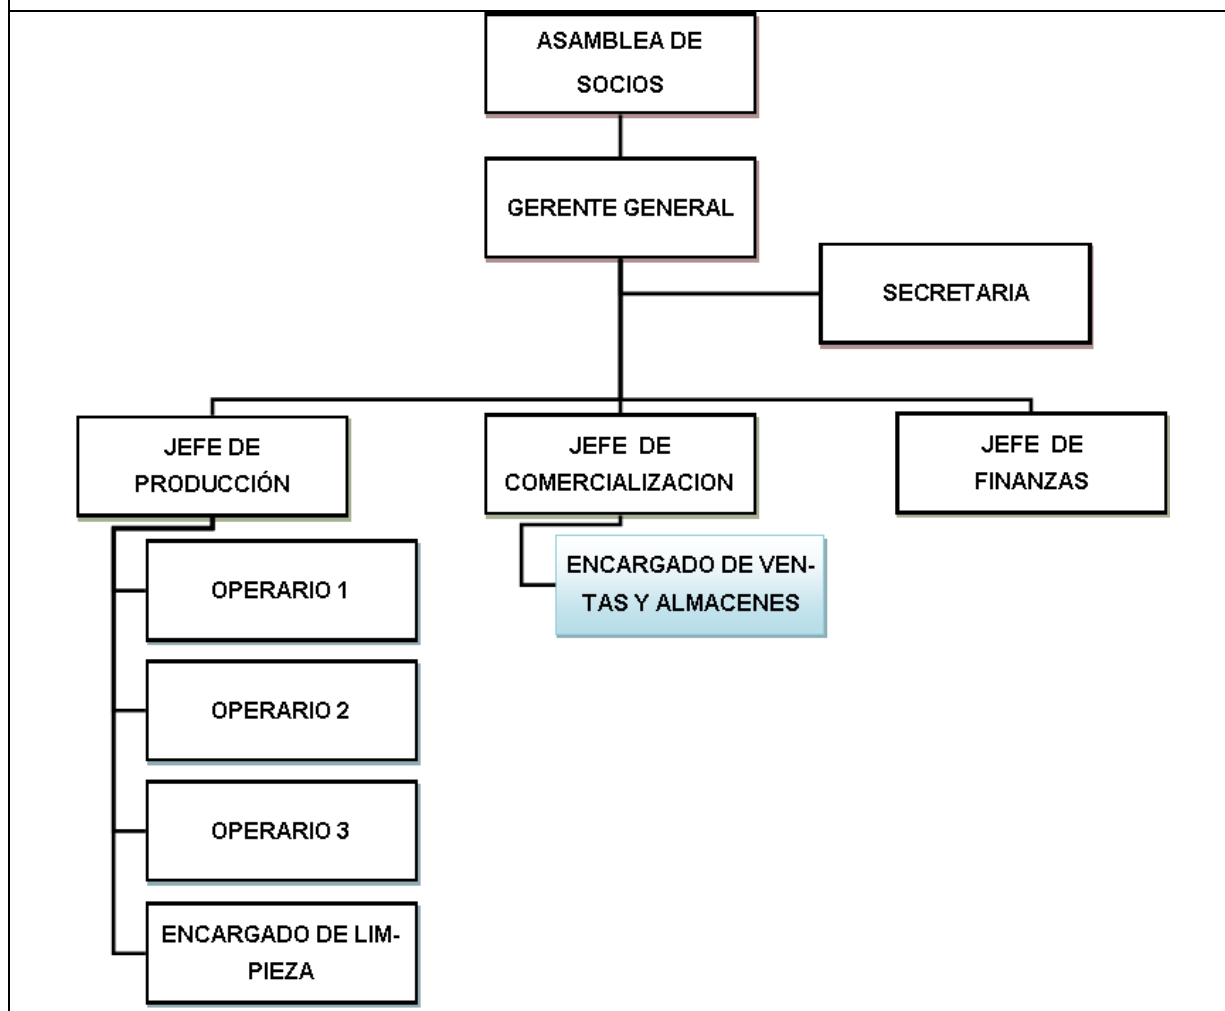 ASAMBLEA DE
SOCIOS
GERENTE GENERAL
SECRETARIA
JEFE DE
PRODUCCIÓN
JEFE DE
COMERCIALIZACION
JEFE DE
FINANZAS
OPERARIO 1
OPERARIO 2
OPERARIO 3
ENCARGADO DE LIM-
PIEZA
ENCARGADO DE VEN-
TAS Y ALMACENES